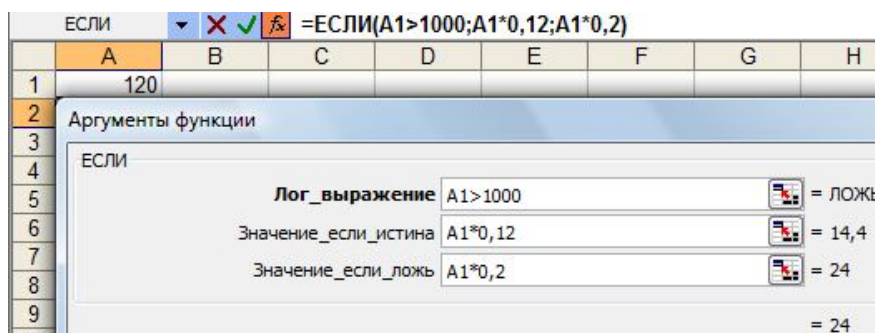 ЕСЛИ =ЕСЛИ(A1>1000;A1*0,12;A1*0,2)
A B C D E F G H
1 120
2 Аргументы функции
3
4 ЕСЛИ
5 Лог_выражение A1>1000 = ЛОЖЬ
6 Значение_если_истина A1*0,12 = 14,4
7
8 Значение_если_ложь A1*0,2 = 24
9 = 24